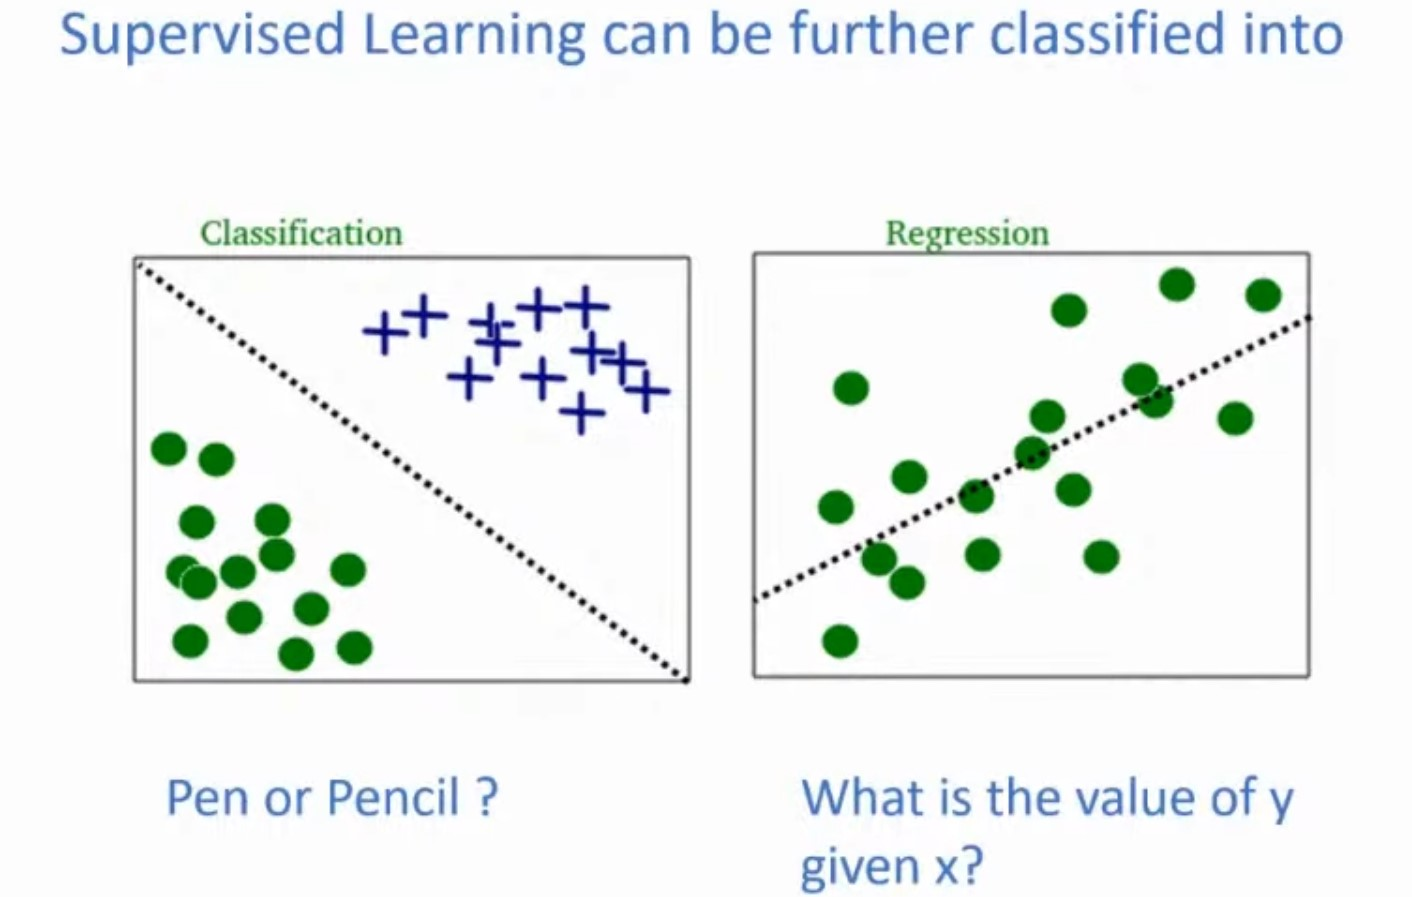 Supervised Learning can be further classified into
Classification
Regression
Pen or Pencil ?
What is the value of y
given x?